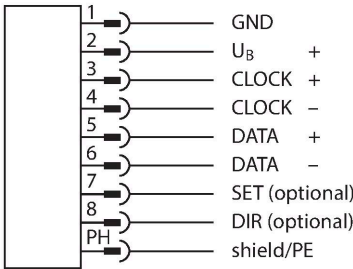 1 GND
2 U_B +
3 CLOCK +
4 CLOCK –
5 DATA +
6 DATA –
7 SET (optional)
8 DIR (optional)
PH shield/PE